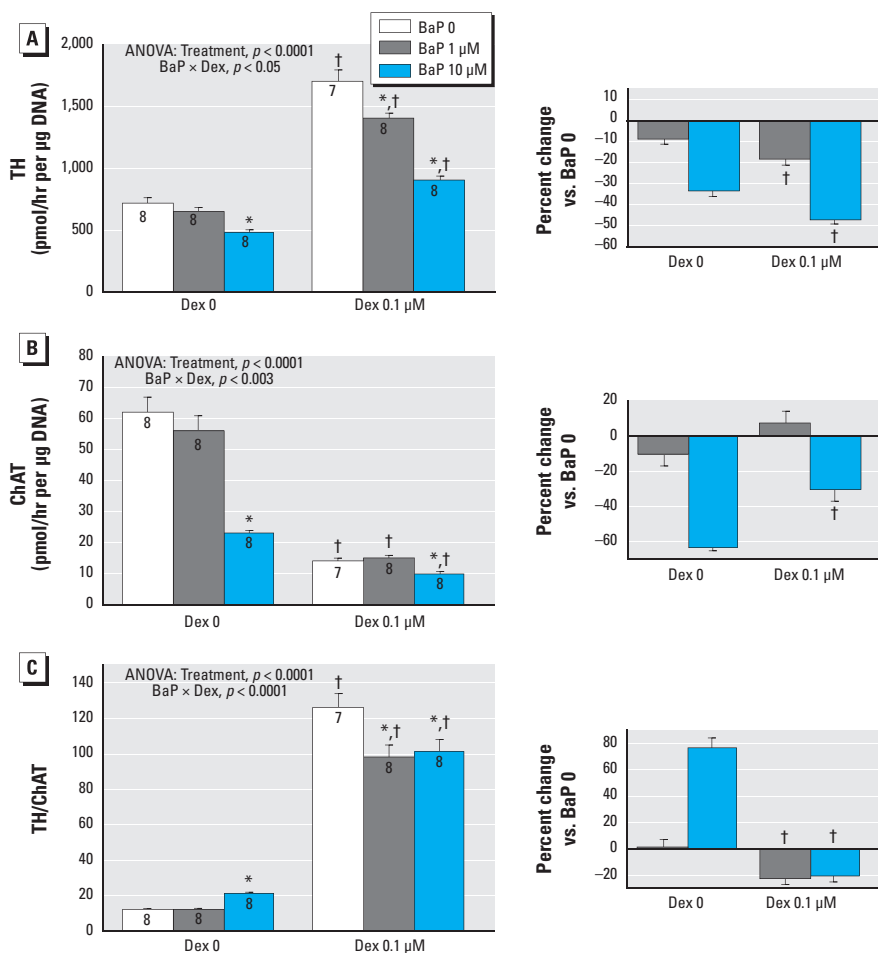 A
2,000
1,500
1,000
500
0
TH
(pmol/hr per µg DNA)
ANOVA: Treatment, p < 0.0001
BaP × Dex, p < 0.05
BaP 0
BaP 1 µM
BaP 10 µM
8
8
*
8
†
7
*,†
8
*,†
8
Dex 0
Dex 0.1 µM
Percent change
vs. BaP 0
10
0
–10
–20
–30
–40
–50
–60
†
†
Dex 0
Dex 0.1 µM
B
80
70
60
50
40
30
20
10
0
ChAT
(pmol/hr per µg DNA)
ANOVA: Treatment, p < 0.0001
BaP × Dex, p < 0.003
8
8
*
8
†
7
†
8
*,†
8
Dex 0
Dex 0.1 µM
Percent change
vs. BaP 0
20
0
–20
–40
–60
†
Dex 0
Dex 0.1 µM
C
140
120
100
80
60
40
20
0
TH/ChAT
ANOVA: Treatment, p < 0.0001
BaP × Dex, p < 0.0001
8
8
*
8
†
7
*,†
8
*,†
8
Dex 0
Dex 0.1 µM
Percent change
vs. BaP 0
80
60
40
20
0
–20
†
†
Dex 0
Dex 0.1 µM